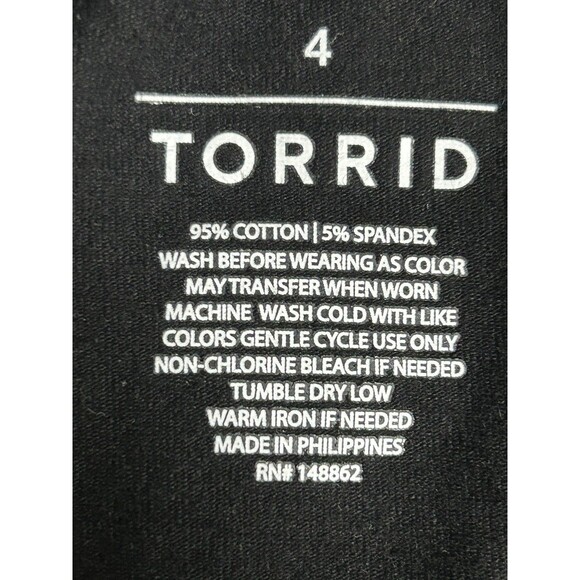 4
TORRID
95% COTTON | 5% SPANDEX
WASH BEFORE WEARING AS COLOR
MAY TRANSFER WHEN WORN
MACHINE WASH COLD WITH LIKE
COLORS GENTLE CYCLE USE ONLY
NON-CHLORINE BLEACH IF NEEDED
TUMBLE DRY LOW
WARM IRON IF NEEDED
MADE IN PHILIPPINES'
RN# 148862